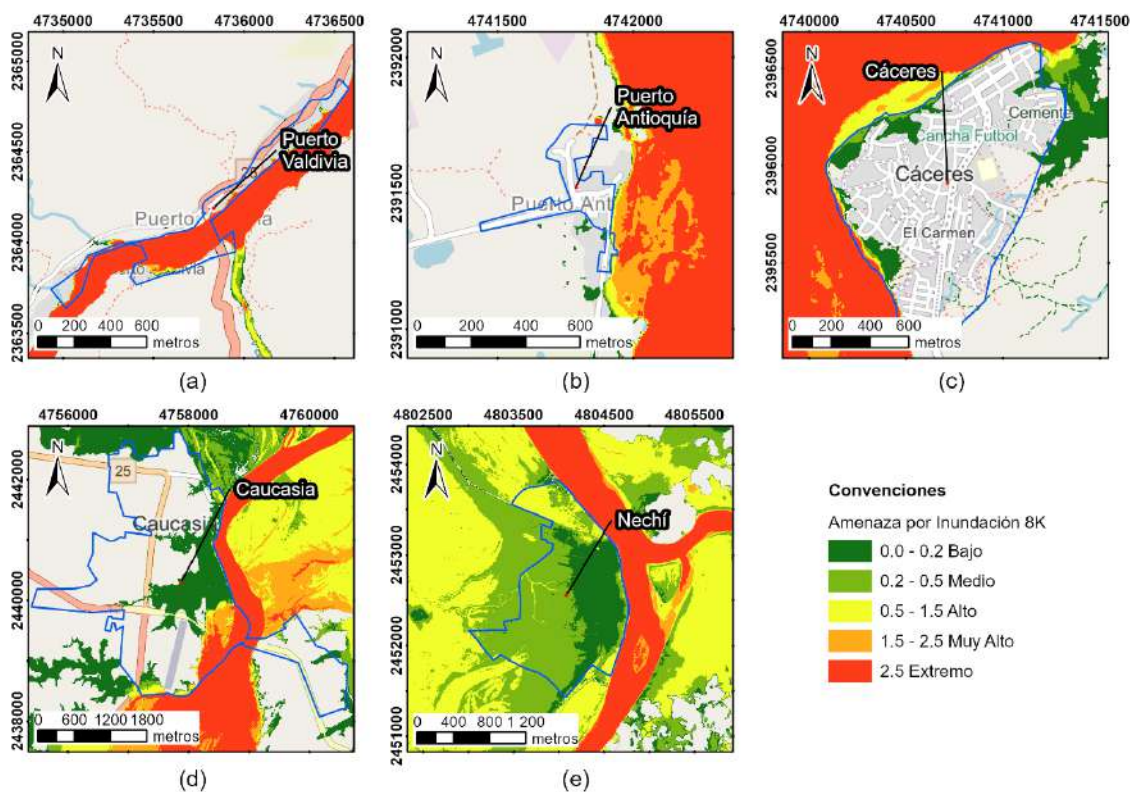 4735000 4735500 4736000 4736500
2365000
2364500
2364000
2363500
N
Puerto
Valdivia
Puerto
0 200 400 600
metros
(a)
4741500 4742000
2392000
2391500
2391000
N
Puerto
Antioquía
Puerto Anti
0 200 400 600
metros
(b)
4740000 4740500 4741000 4741500
2396500
2396000
2395500
N
Cáceres
Cemente
Cancha Futbol
Cáceres
El Carmen
0 200 400 600
metros
(c)
4756000 4758000 4760000
2442000
2440000
2438000
N
25
Caucasia
Caucasia
0 600 1200 1800
metros
(d)
4802500 4803500 4804500 4805500
2454000
2453000
2452000
2451000
N
Nechí
0 400 800 1 200
metros
(e)
Convenciones
Amenaza por Inundación 8K
0.0 - 0.2 Bajo
0.2 - 0.5 Medio
0.5 - 1.5 Alto
1.5 - 2.5 Muy Alto
2.5 Extremo